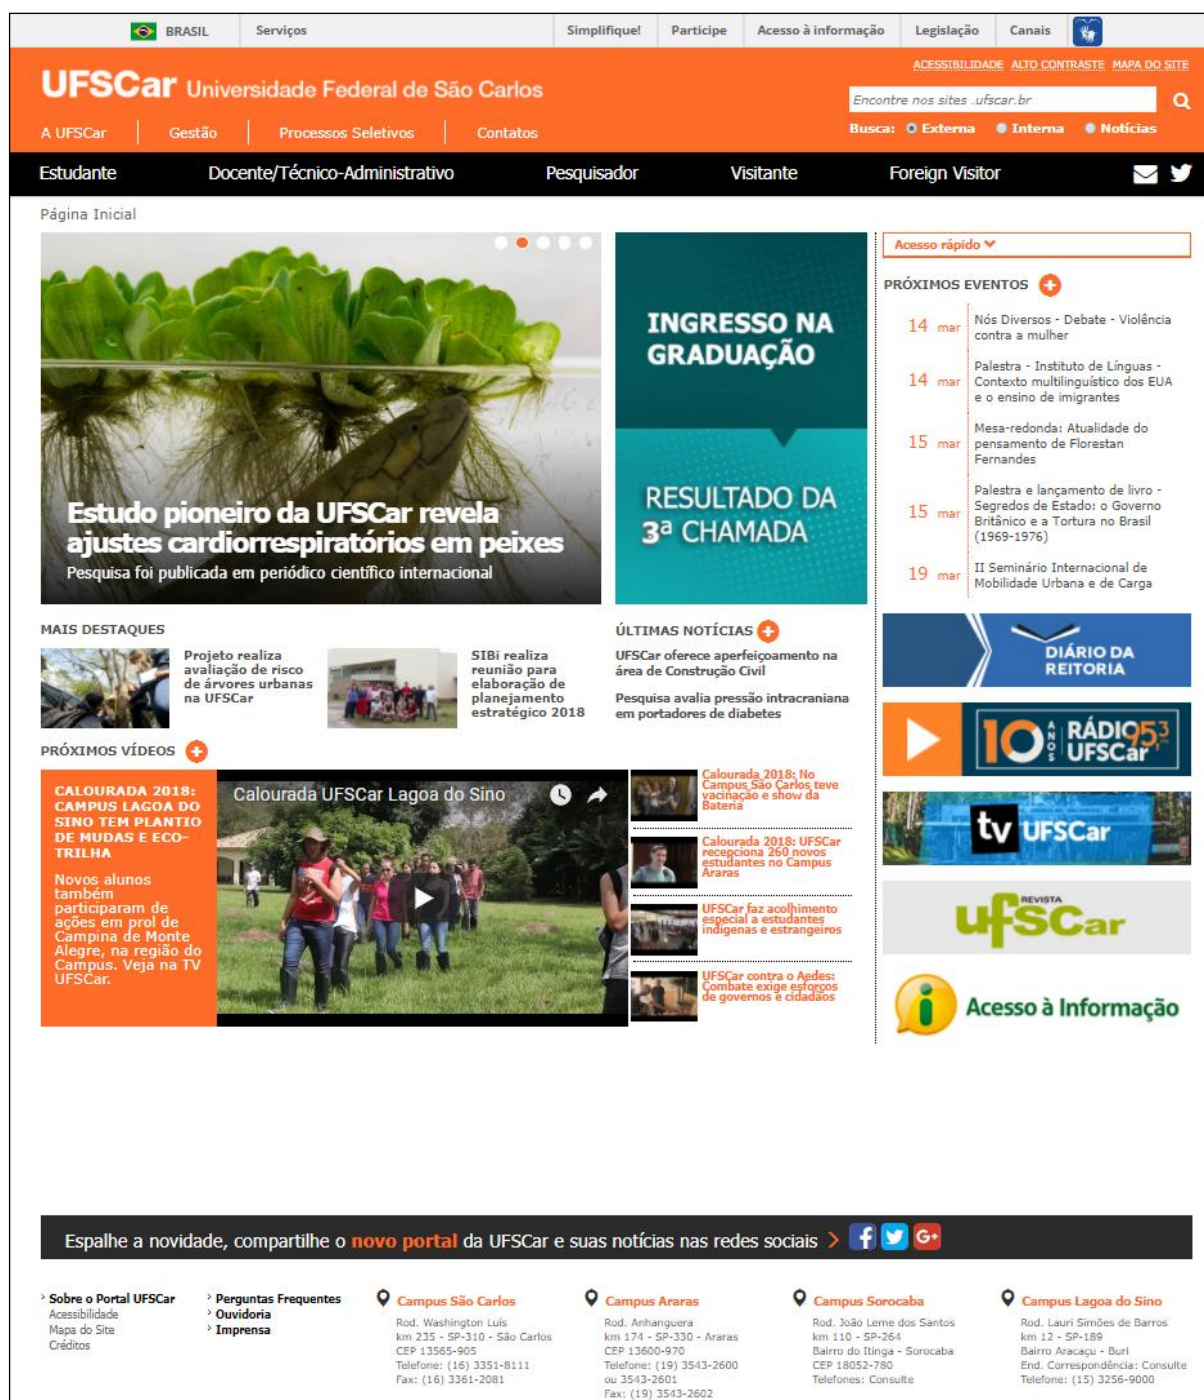 BRASIL Serviços Simplifique! Participe Acesso à informação Legislação Canais
ACESSIBILIDADE ALTO CONTRASTE MAPA DO SITE
UFSCar Universidade Federal de São Carlos
Encontre nos sites .ufscar.br
A UFSCar Gestão Processos Seletivos Contatos
Busca: Externa Interna Notícias
Estudante Docente/Técnico-Administrativo Pesquisador Visitante Foreign Visitor
Página Inicial
Estudo pioneiro da UFSCar revela
ajustes cardiorrespiratórios em peixes
Pesquisa foi publicada em periódico científico internacional
INGRESSO NA
GRADUAÇÃO
RESULTADO DA
3ª CHAMADA
Acesso rápido
PRÓXIMOS EVENTOS
14 mar
Nós Diversos - Debate - Violência
contra a mulher
14 mar
Palestra - Instituto de Línguas -
Contexto multilinguístico dos EUA
e o ensino de imigrantes
15 mar
Mesa-redonda: Atualidade do
pensamento de Florestan
Fernandes
15 mar
Palestra e lançamento de livro -
Segredos de Estado: o Governo
Britânico e a Tortura no Brasil
(1969-1976)
19 mar
II Seminário Internacional de
Mobilidade Urbana e de Carga
MAIS DESTAQUES
Projeto realiza
avaliação de risco
de árvores urbanas
na UFSCar
SIBi realiza
reunião para
elaboração de
planejamento
estratégico 2018
ÚLTIMAS NOTÍCIAS
UFSCar oferece aperfeiçoamento na
área de Construção Civil
Pesquisa avalia pressão intracraniana
em portadores de diabetes
DIÁRIO DA
REITORIA
10 ANOS RÁDIO 95,3
UFSCar
tv UFSCar
REVISTA
ufsCar
Acesso à Informação
PRÓXIMOS VÍDEOS
CALOURADA 2018:
CAMPUS LAGOA DO
SINO TEM PLANTIO
DE MUDAS E ECO-
TRILHA
Novos alunos
também
participaram de
ações em prol de
Campina de Monte
Alegre, na região do
Campus. Veja na TV
UFSCar.
Calourada UFSCar Lagoa do Sino
Calourada 2018: No
Campus São Carlos teve
vacinação e show da
Bateria
Calourada 2018: UFSCar
recepciona 260 novos
estudantes no Campus
Araras
UFSCar faz acolhimento
especial a estudantes
indígenas e estrangeiros
UFSCar contra o Aedes:
Combate exige esforços
de governos e cidadãos
Espalhe a novidade, compartilhe o novo portal da UFSCar e suas notícias nas redes sociais
Sobre o Portal UFSCar
Acessibilidade
Mapa do Site
Créditos
Perguntas Frequentes
Ouvidoria
Imprensa
Campus São Carlos
Rod. Washington Luís
km 235 - SP-310 - São Carlos
CEP 13565-905
Telefone: (16) 3351-8111
Fax: (16) 3361-2081
Campus Araras
Rod. Anhanguera
km 174 - SP-330 - Araras
CEP 13600-970
Telefone: (19) 3543-2600
ou 3543-2601
Fax: (19) 3543-2602
Campus Sorocaba
Rod. João Leme dos Santos
km 110 - SP-264
Bairro do Itinga - Sorocaba
CEP 18052-780
Telefones: Consulte
Campus Lagoa do Sino
Rod. Lauri Simões de Barros
km 12 - SP-189
Bairro Aracaçu - Buri
End. Correspondência: Consulte
Telefone: (15) 3256-9000